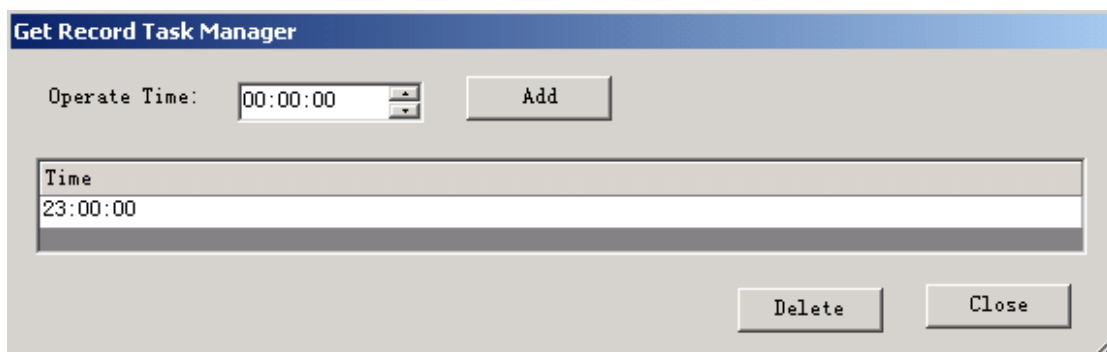 Get Record Task Manager
Operate Time: 00:00:00 Add
Time
23:00:00
Delete Close